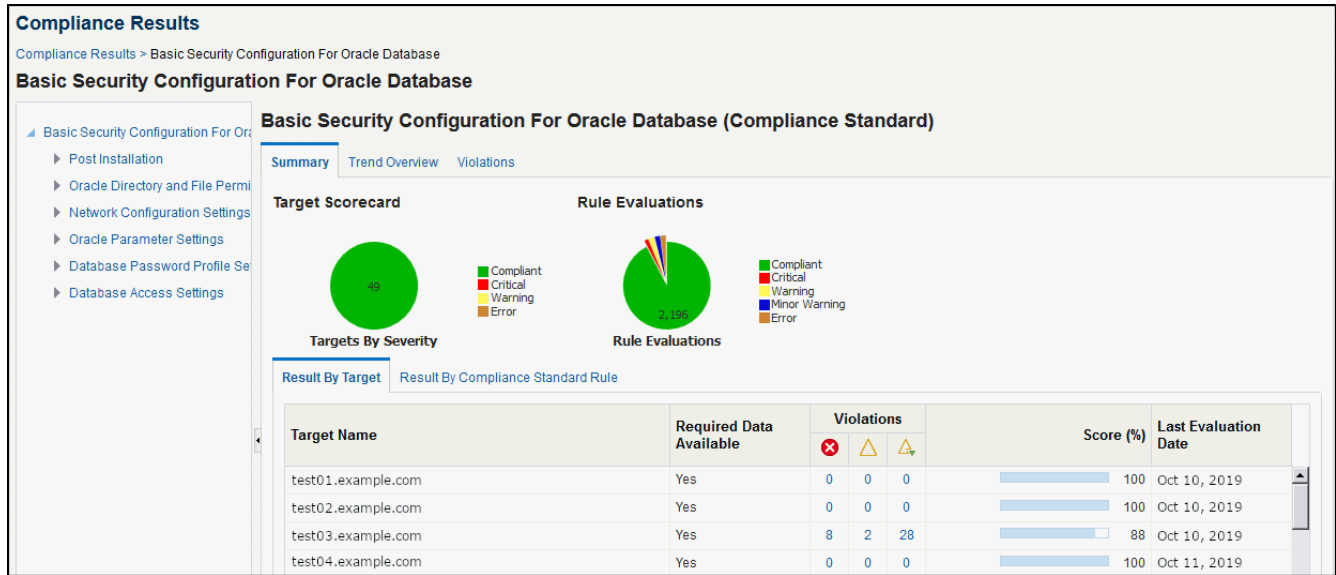 Compliance Results
Compliance Results > Basic Security Configuration For Oracle Database
Basic Security Configuration For Oracle Database
Basic Security Configuration For Ora
Post Installation
Oracle Directory and File Permi
Network Configuration Settings
Oracle Parameter Settings
Database Password Profile Set
Database Access Settings
Basic Security Configuration For Oracle Database (Compliance Standard)
Summary Trend Overview Violations
Target Scorecard
49
Compliant
Critical
Warning
Error
Targets By Severity
Rule Evaluations
2,196
Compliant
Critical
Warning
Minor Warning
Error
Rule Evaluations
Result By Target Result By Compliance Standard Rule
Target Name Required Data Available Violations Score (%) Last Evaluation Date
test01.example.com Yes 0 0 0 100 Oct 10, 2019
test02.example.com Yes 0 0 0 100 Oct 10, 2019
test03.example.com Yes 8 2 28 88 Oct 10, 2019
test04.example.com Yes 0 0 0 100 Oct 11, 2019